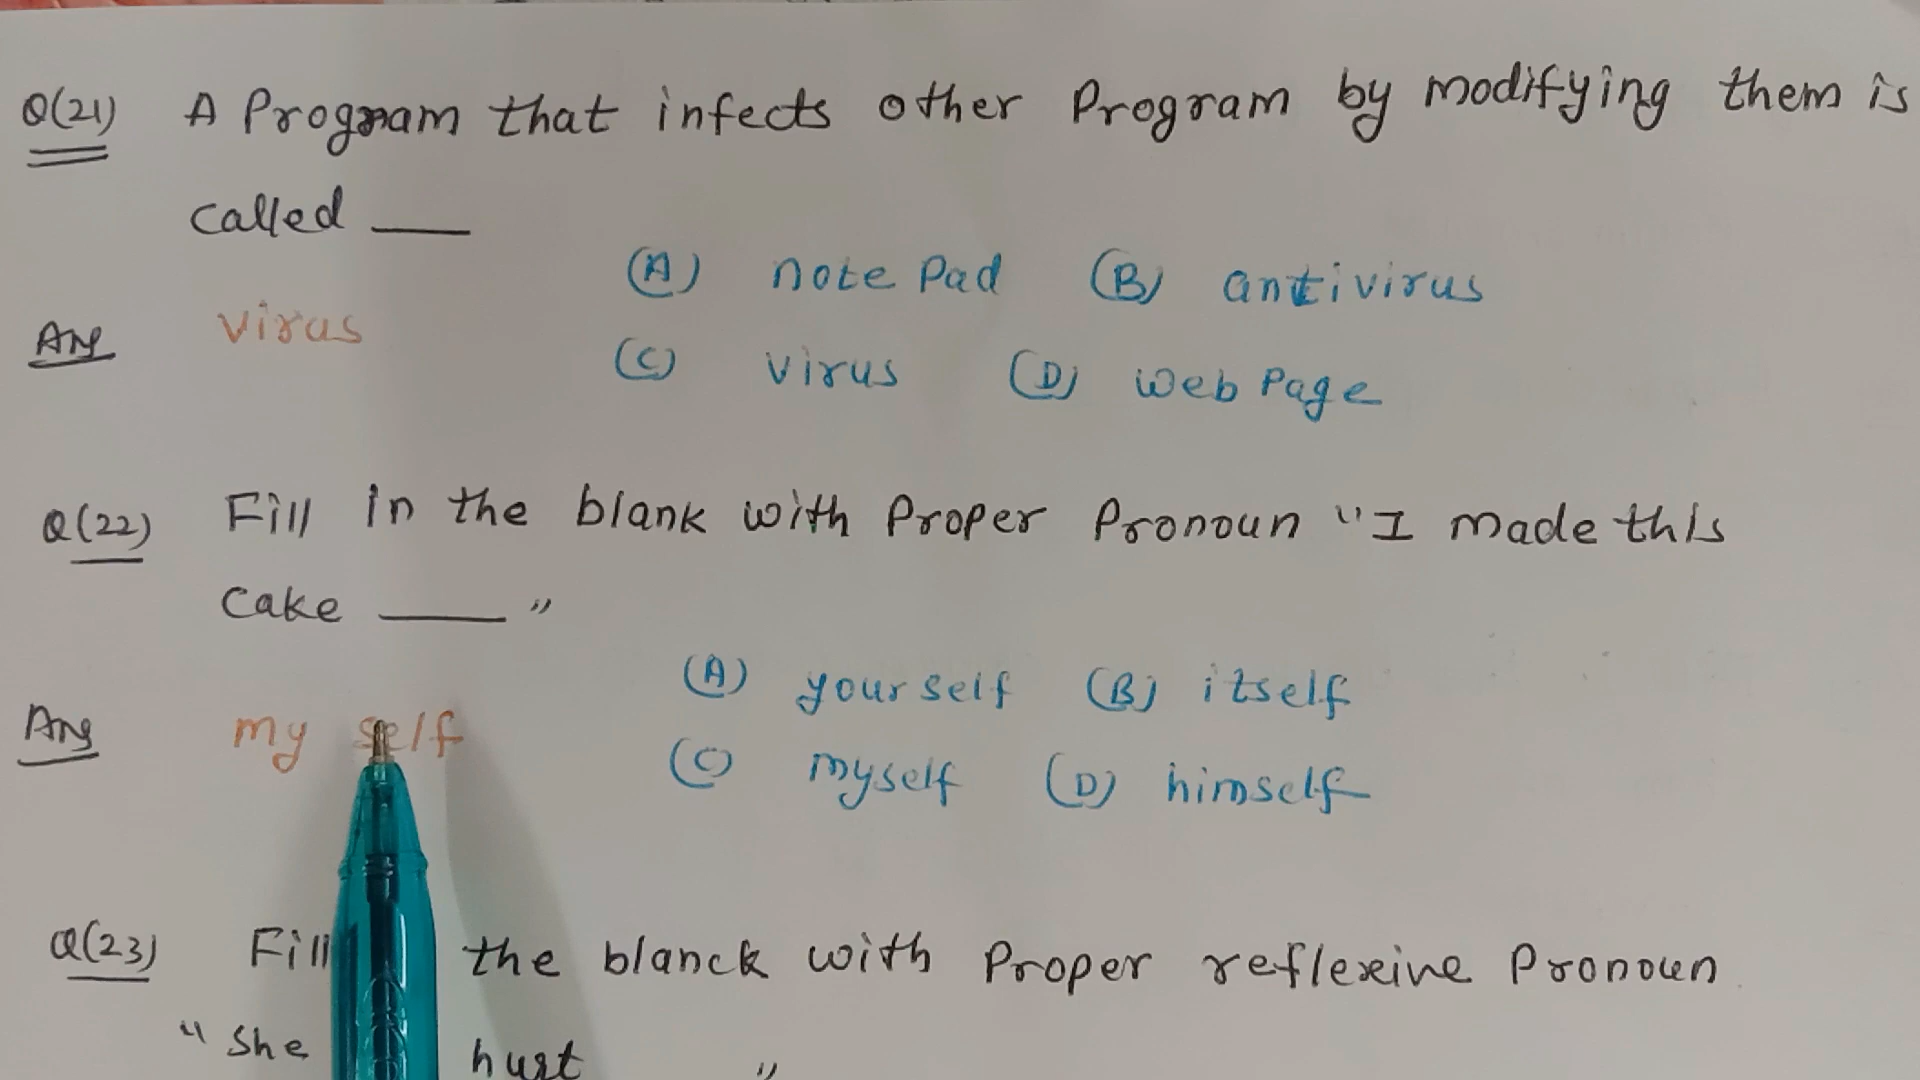 Q(21) A Program that infects other Program by modifying them is
called ___
(A) note Pad (B) antivirus
Ans virus
(C) virus (D) web Page
Q(22) Fill in the blank with Proper Pronoun "I made this
cake ___"
(A) yourself (B) itself
Ans my self
(C) myself (D) himself
Q(23) Fill the blanck with Proper reflexive Pronoun
"She hurt "